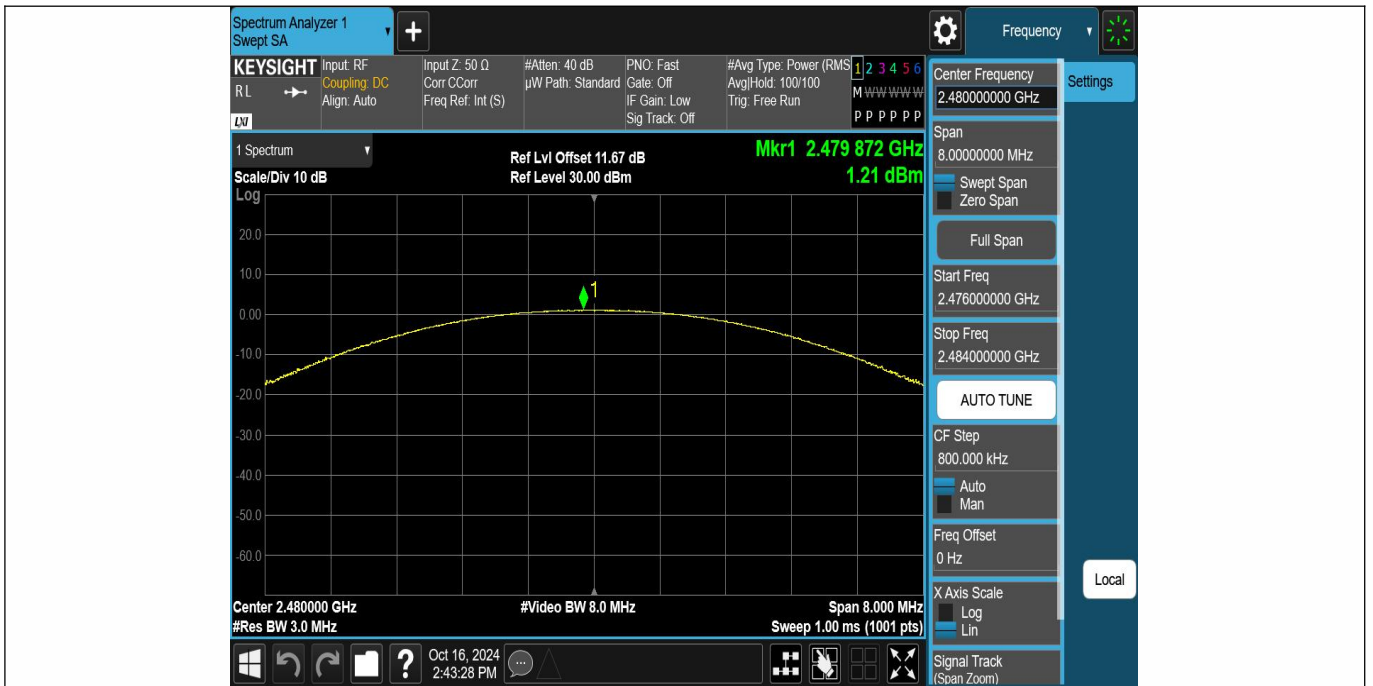 Spectrum Analyzer 1
Swept SA
+
Frequency
KEYSIGHT
RL
LXI
Input: RF
Coupling: DC
Align: Auto
Input Z: 50 Ω
Corr CCorr
Freq Ref: Int (S)
#Atten: 40 dB
µW Path: Standard
PNO: Fast
Gate: Off
IF Gain: Low
Sig Track: Off
#Avg Type: Power (RMS
Avg|Hold: 100/100
Trig: Free Run
1 2 3 4 5 6
M W W W W W
P P P P P P
1 Spectrum
Scale/Div 10 dB
Log
Ref Lvl Offset 11.67 dB
Ref Level 30.00 dBm
Mkr1 2.479 872 GHz
1.21 dBm
20.0
10.0
1
0.00
-10.0
-20.0
-30.0
-40.0
-50.0
-60.0
Center 2.480000 GHz
#Res BW 3.0 MHz
#Video BW 8.0 MHz
Span 8.000 MHz
Sweep 1.00 ms (1001 pts)
Center Frequency
2.480000000 GHz
Settings
Span
8.00000000 MHz
Swept Span
Zero Span
Full Span
Start Freq
2.476000000 GHz
Stop Freq
2.484000000 GHz
AUTO TUNE
CF Step
800.000 kHz
Auto
Man
Freq Offset
0 Hz
Local
X Axis Scale
Log
Lin
Signal Track
(Span Zoom)
?
Oct 16, 2024
2:43:28 PM